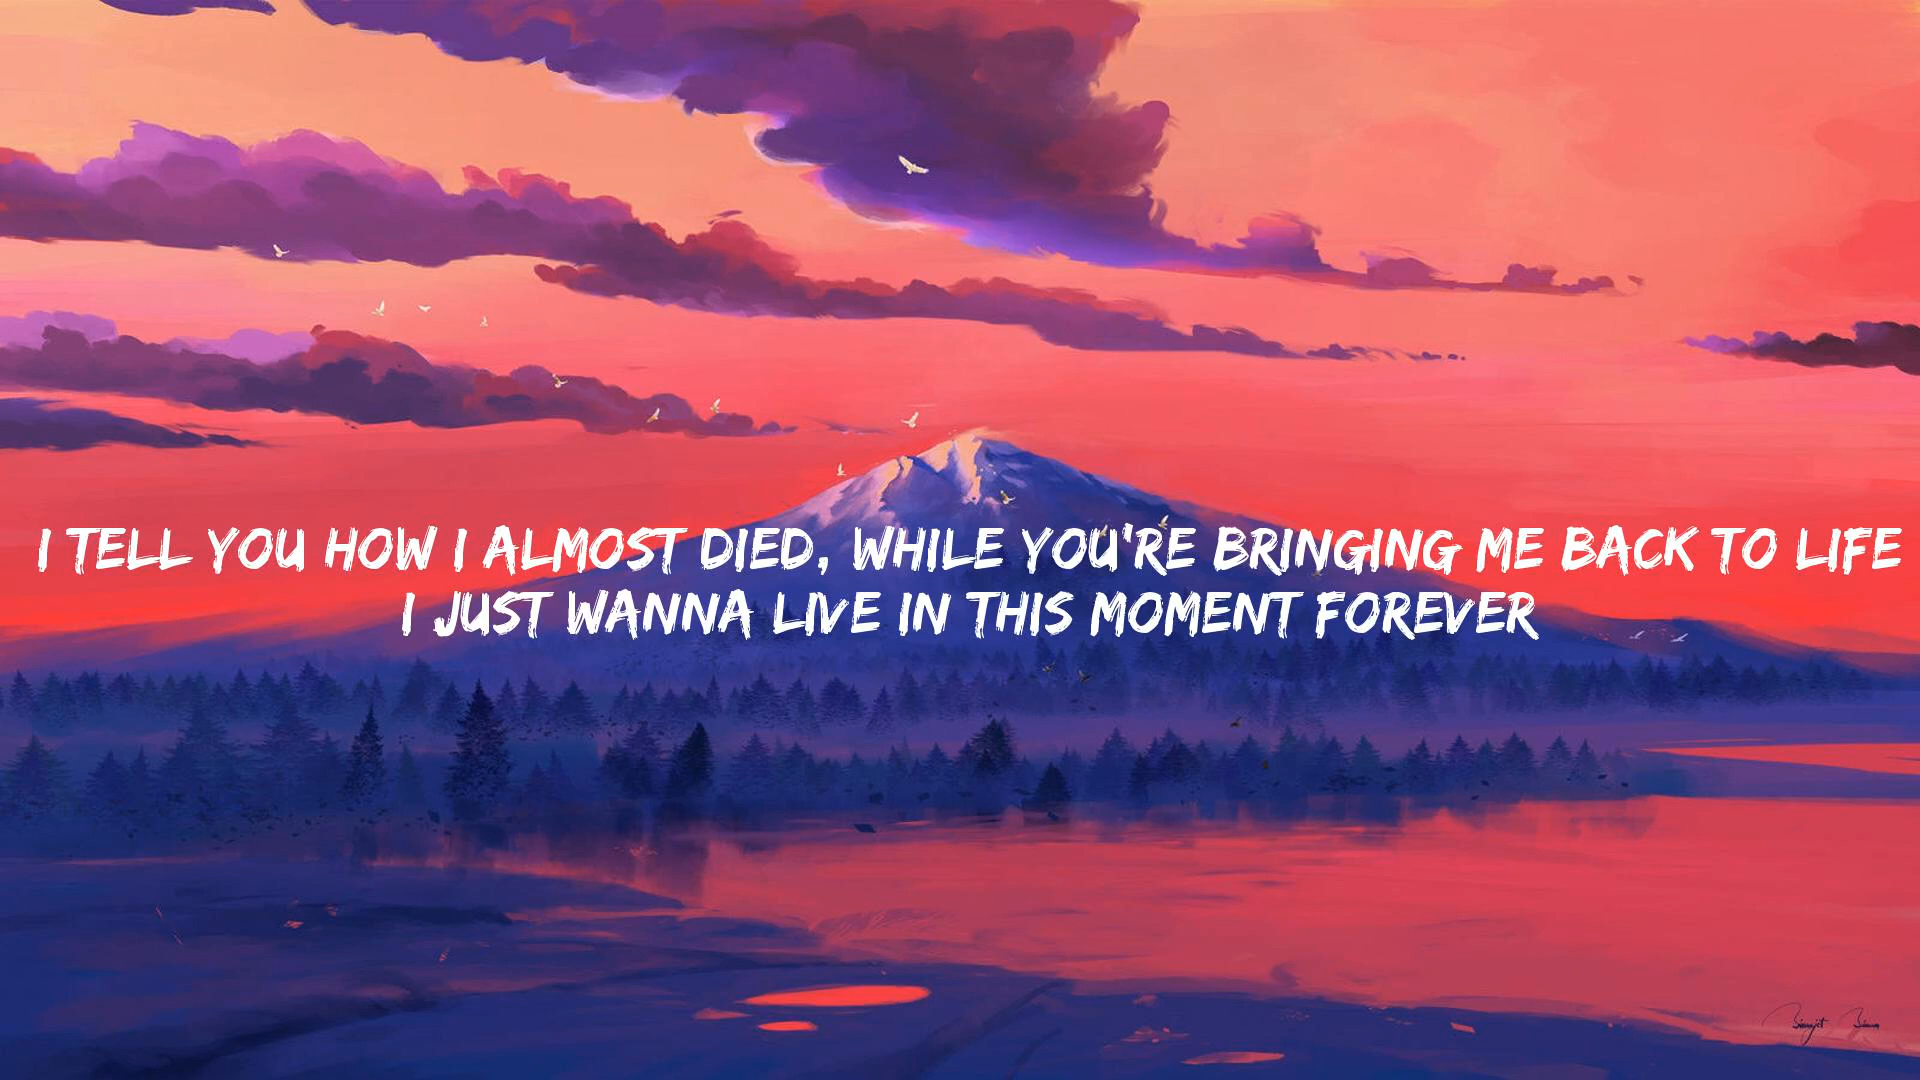 I TELL YOU HOW I ALMOST DIED, WHILE YOU'RE BRINGING ME BACK TO LIFE
I JUST WANNA LIVE IN THIS MOMENT FOREVER